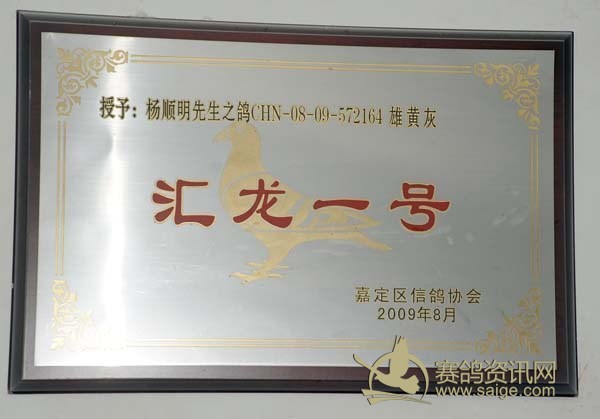 授予：杨顺明先生之鸽CHN-08-09-572164 雄黄灰
汇龙一号
嘉定区信鸽协会
2009年8月
赛鸽资讯网
www.saige.com